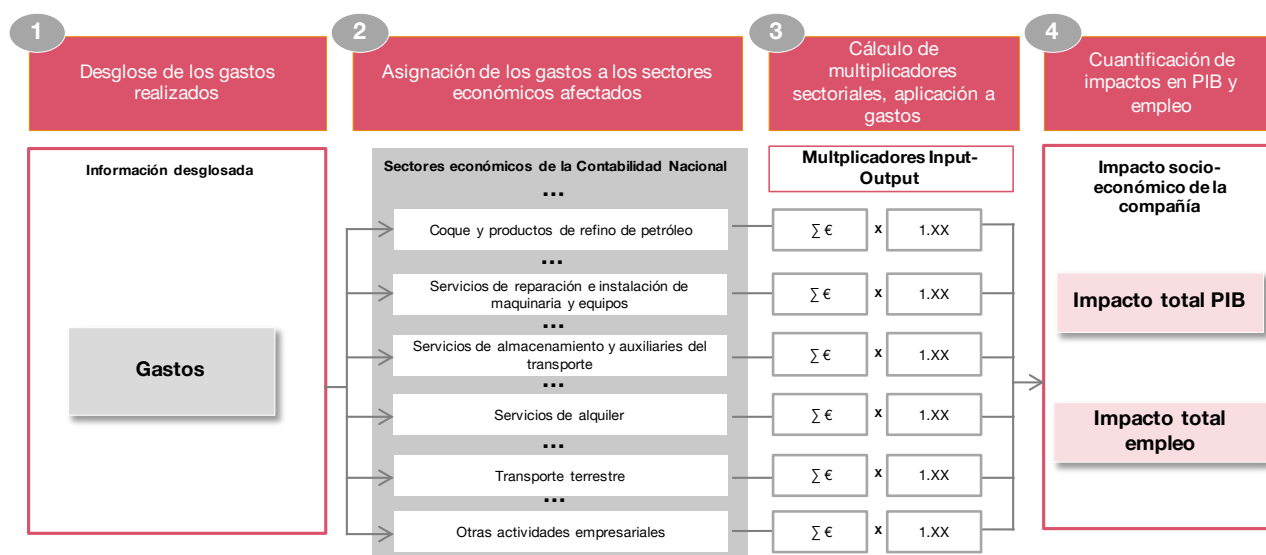 1
Desglose de los gastos
realizados
2
Asignación de los gastos a los sectores
económicos afectados
3
Cálculo de
multiplicadores
sectoriales, aplicación a
gastos
4
Cuantificación de
impactos en PIB y
empleo
Información desglosada
Gastos
Sectores económicos de la Contabilidad Nacional
...
Coque y productos de refino de petróleo
...
Servicios de reparación e instalación de
maquinaria y equipos
...
Servicios de almacenamiento y auxiliaries del
transporte
...
Servicios de alquiler
...
Transporte terrestre
...
Otras actividades empresariales
Multplicadores Input-
Output
∑ € x 1.XX
∑ € x 1.XX
∑ € x 1.XX
∑ € x 1.XX
∑ € x 1.XX
∑ € x 1.XX
Impacto socio-
económico de la
compañía
Impacto total PIB
Impacto total
empleo